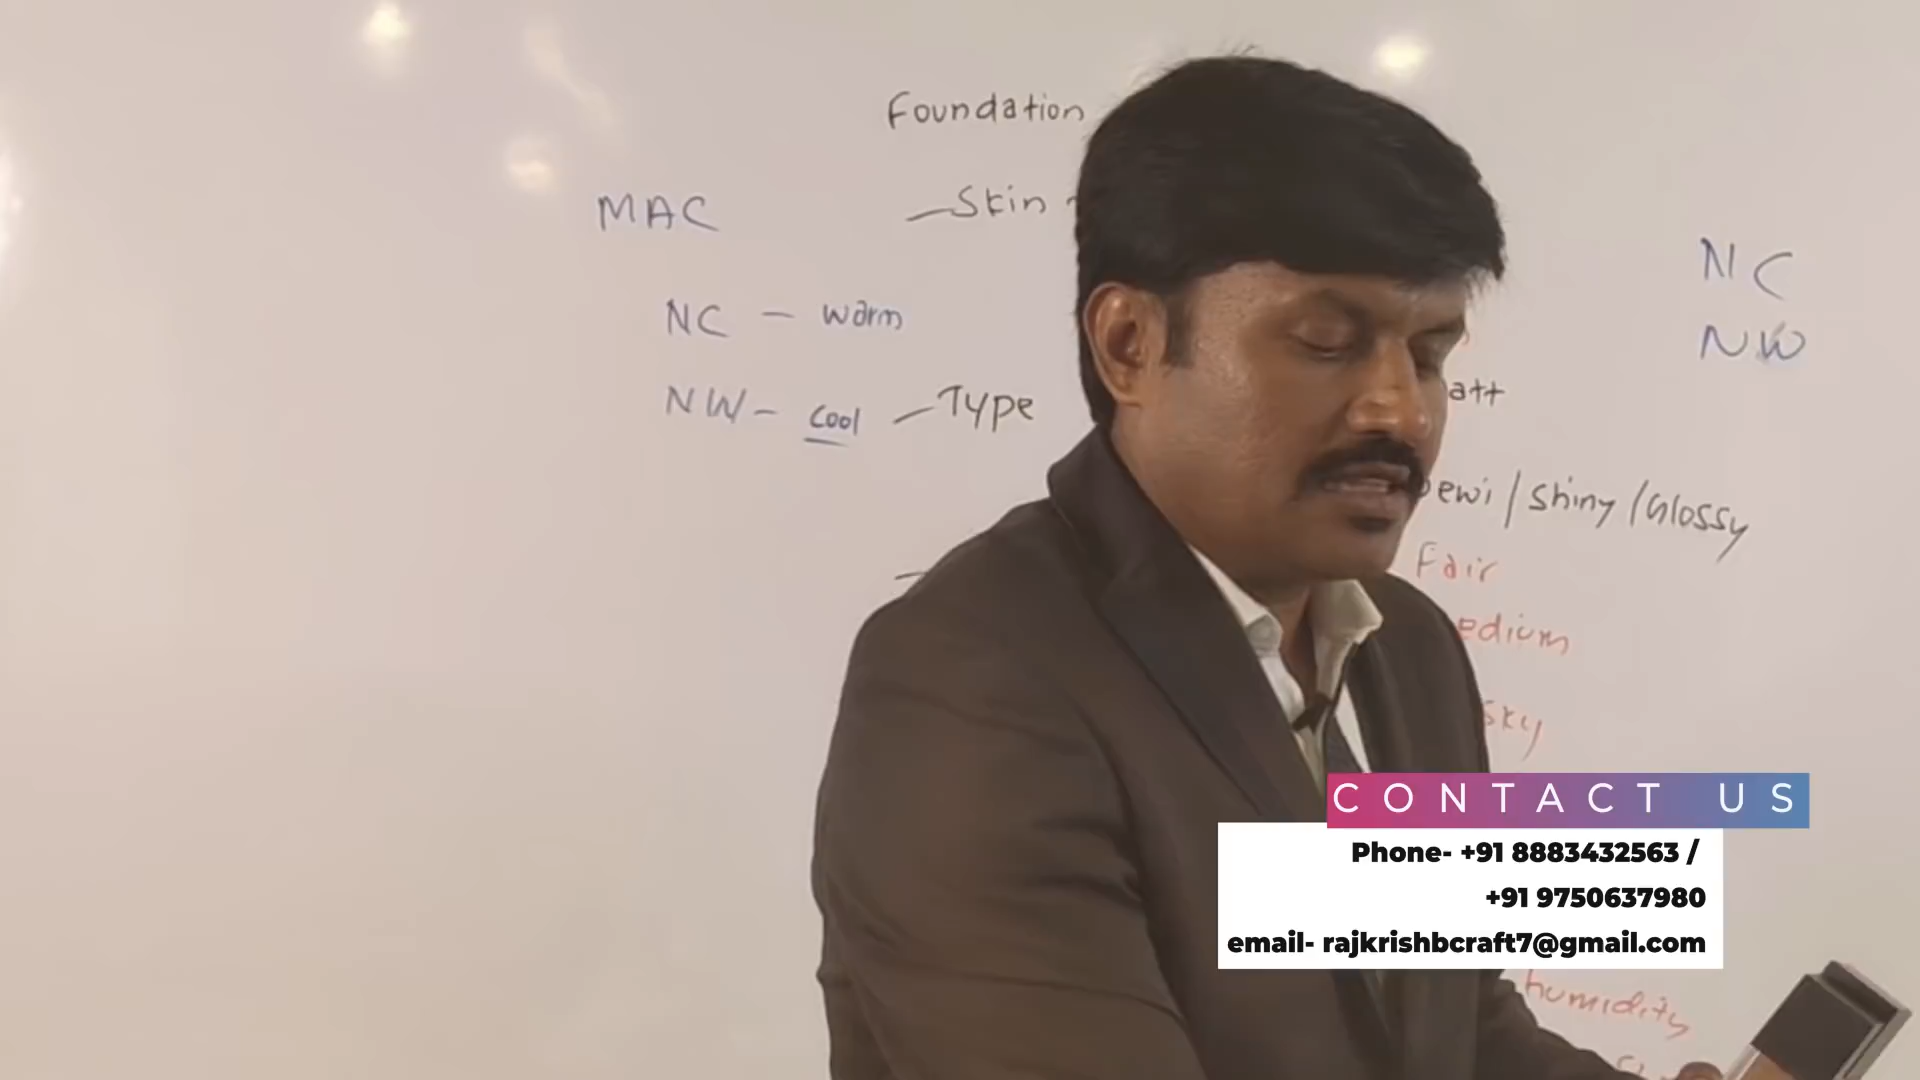 Foundation
MAC
-Skin
NC
NC - warm
NW
NW- cool
-Type
att
ewi/shiny/Glossy
Fair
edium
sky
CONTACT US
Phone- +91 8883432563 /
+91 9750637980
email- rajkrishbcraft7@gmail.com
humidity